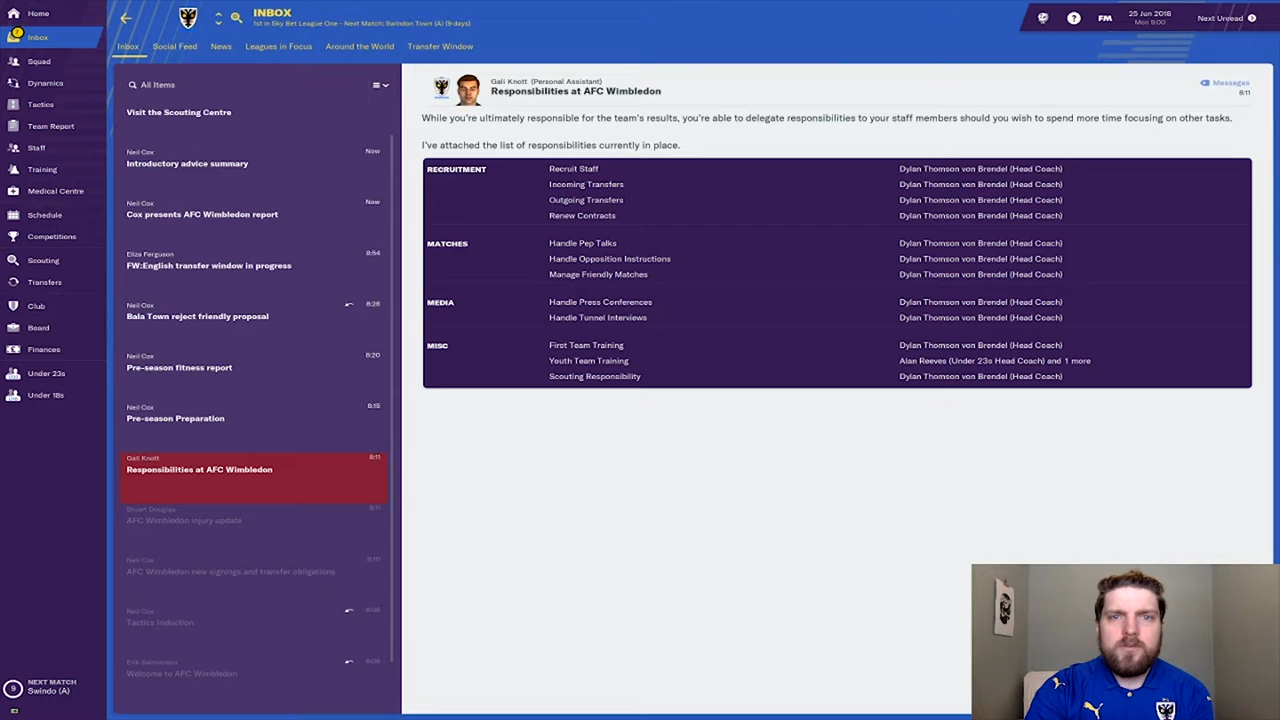 Home
Inbox
Squad
Dynamics
Tactics
Team Report
Staff
Training
Medical Centre
Schedule
Competitions
Scouting
Transfers
Club
Board
Finances
Under 23s
Under 18s
9
NEXT MATCH
Swindo (A)
INBOX
1st in Sky Bet League One - Next Match: Swindon Town (A) (9 days)
? FM
25 Jun 2018
Mon 9:00
Next Unread
Inbox Social Feed News Leagues in Focus Around the World Transfer Window
All Items
Visit the Scouting Centre
Neil Cox Now
Introductory advice summary
Neil Cox Now
Cox presents AFC Wimbledon report
Eliza Ferguson 8:54
FW:English transfer window in progress
Neil Cox 8:26
Bala Town reject friendly proposal
Neil Cox 8:20
Pre-season fitness report
Neil Cox 8:15
Pre-season Preparation
Gali Knott 8:11
Responsibilities at AFC Wimbledon
Stuart Douglas 8:11
AFC Wimbledon injury update
Neil Cox 8:10
AFC Wimbledon new signings and transfer obligations
Neil Cox
Tactics Induction
Erik Samuelson
Welcome to AFC Wimbledon
Gali Knott (Personal Assistant)
Responsibilities at AFC Wimbledon
Messages
8:11
While you're ultimately responsible for the team's results, you're able to delegate responsibilities to your staff members should you wish to spend more time focusing on other tasks.
I've attached the list of responsibilities currently in place.
RECRUITMENT Recruit Staff Dylan Thomson von Brendel (Head Coach)
Incoming Transfers Dylan Thomson von Brendel (Head Coach)
Outgoing Transfers Dylan Thomson von Brendel (Head Coach)
Renew Contracts Dylan Thomson von Brendel (Head Coach)
MATCHES Handle Pep Talks Dylan Thomson von Brendel (Head Coach)
Handle Opposition Instructions Dylan Thomson von Brendel (Head Coach)
Manage Friendly Matches Dylan Thomson von Brendel (Head Coach)
MEDIA Handle Press Conferences Dylan Thomson von Brendel (Head Coach)
Handle Tunnel Interviews Dylan Thomson von Brendel (Head Coach)
MISC First Team Training Dylan Thomson von Brendel (Head Coach)
Youth Team Training Alan Reeves (Under 23s Head Coach) and 1 more
Scouting Responsibility Dylan Thomson von Brendel (Head Coach)